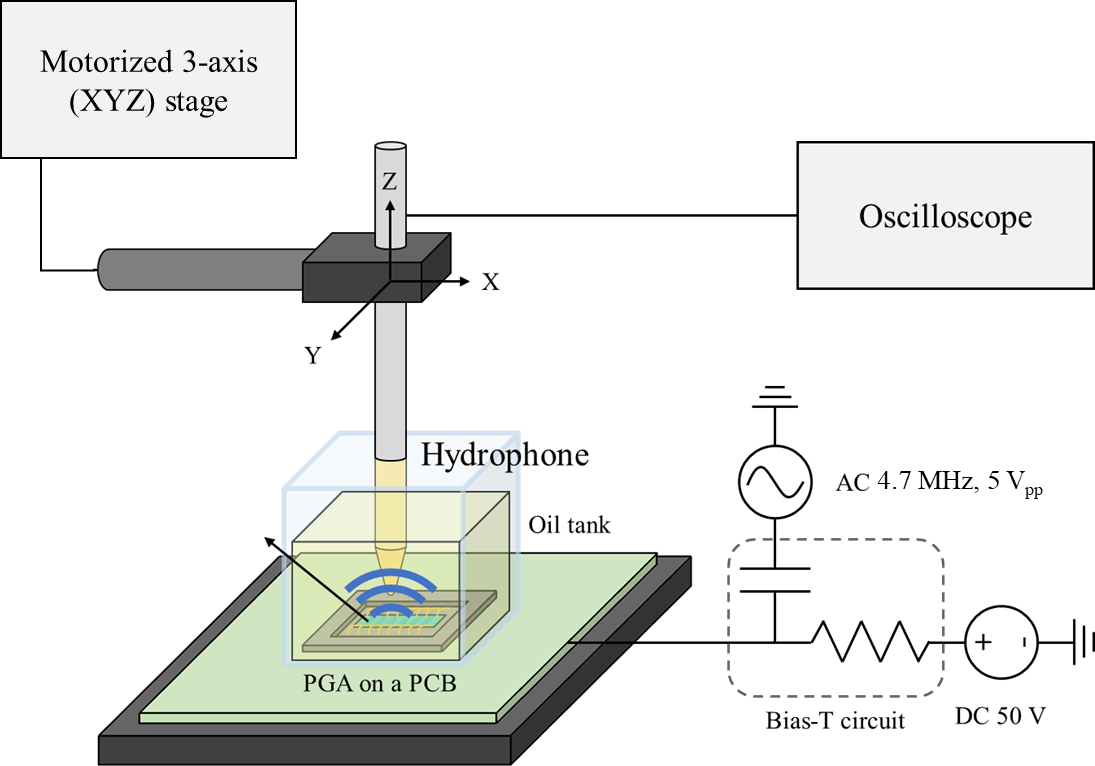 Motorized 3-axis
(XYZ) stage
Z
Oscilloscope
X
Y
Hydrophone
AC 4.7 MHz, 5 Vpp
Oil tank
+
-
PGA on a PCB
Bias-T circuit
DC 50 V